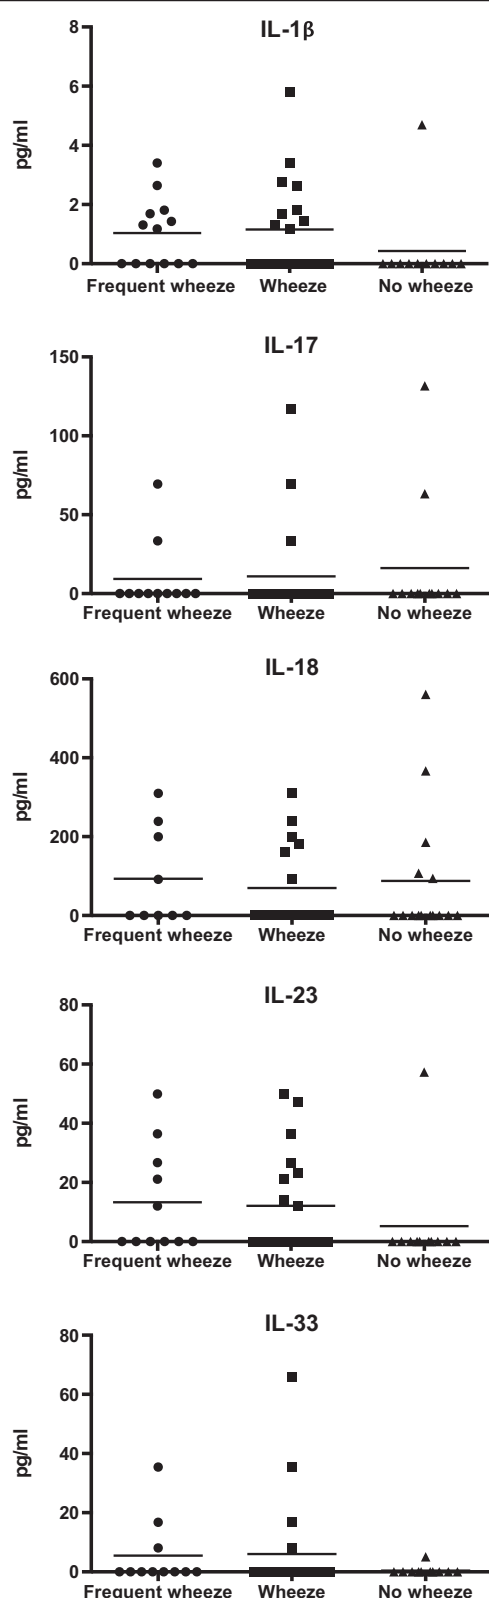 IL-1β
8
6
4
2
0
pg/ml
Frequent wheeze Wheeze No wheeze
IL-17
150
100
50
0
pg/ml
Frequent wheeze Wheeze No wheeze
IL-18
600
400
200
0
pg/ml
Frequent wheeze Wheeze No wheeze
IL-23
80
60
40
20
0
pg/ml
Frequent wheeze Wheeze No wheeze
IL-33
80
60
40
20
0
pg/ml
Frequent wheeze Wheeze No wheeze